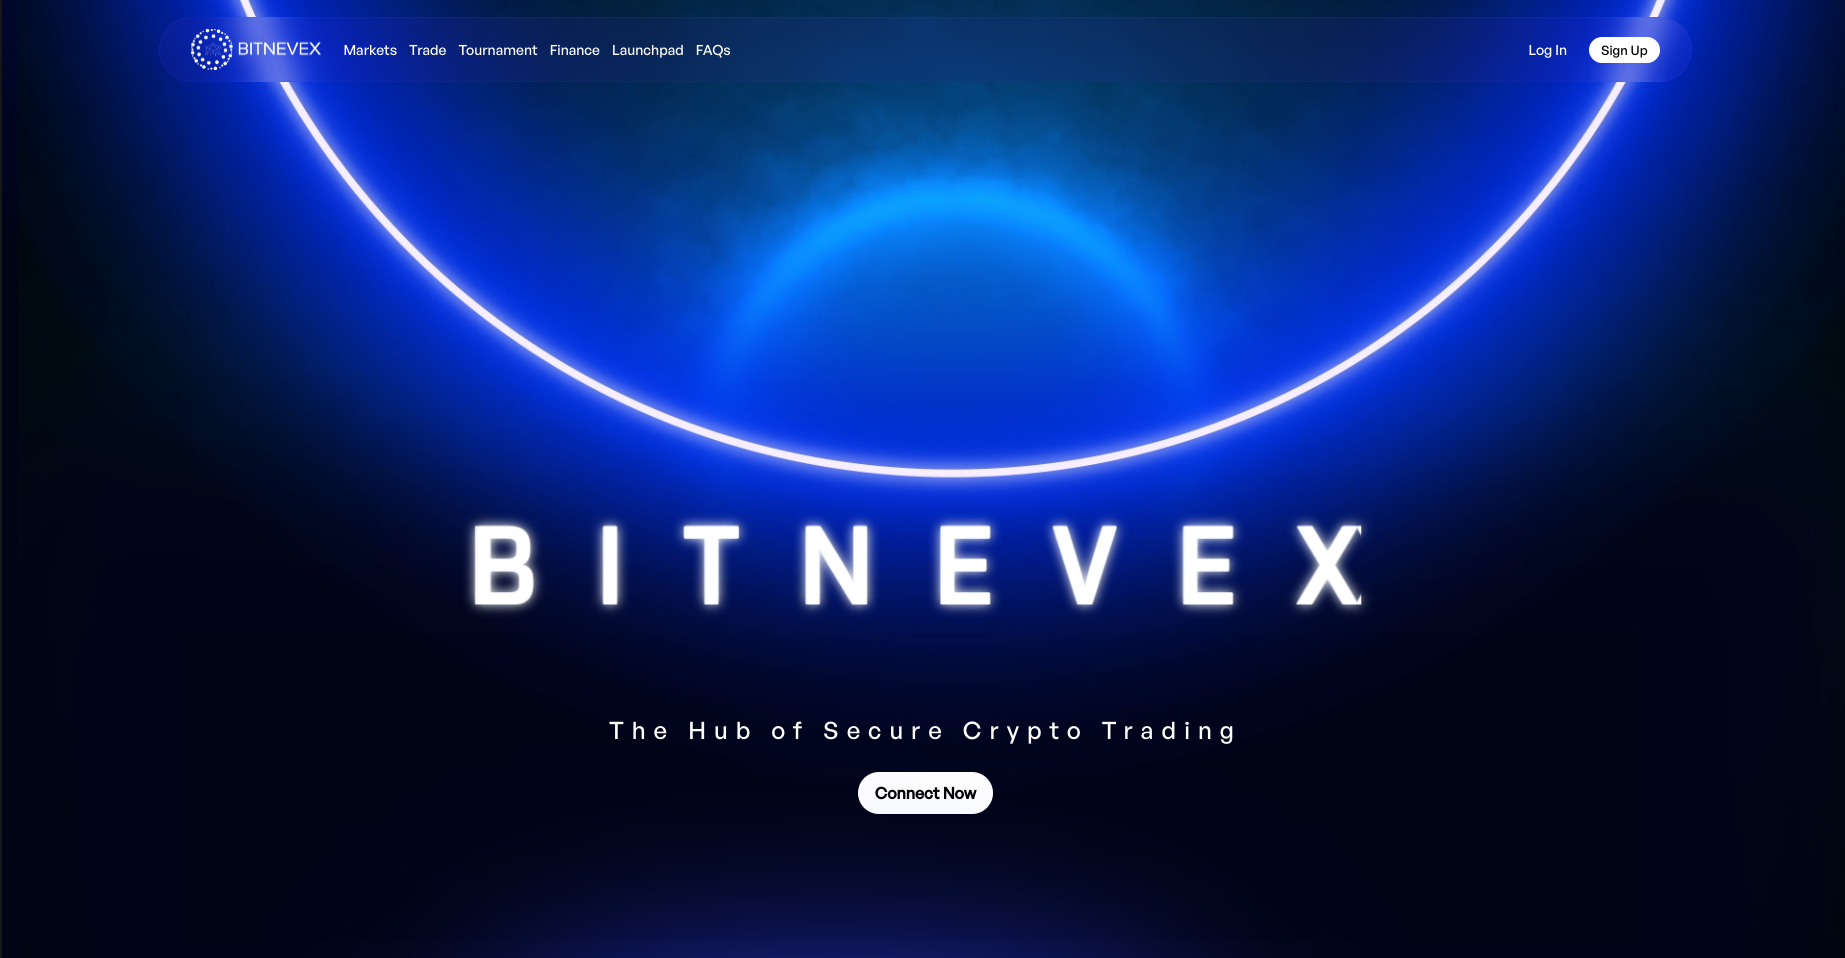 BITNEVEX Markets Trade Tournament Finance Launchpad FAQs Log In Sign Up
BITNEVEX
The Hub of Secure Crypto Trading
Connect Now